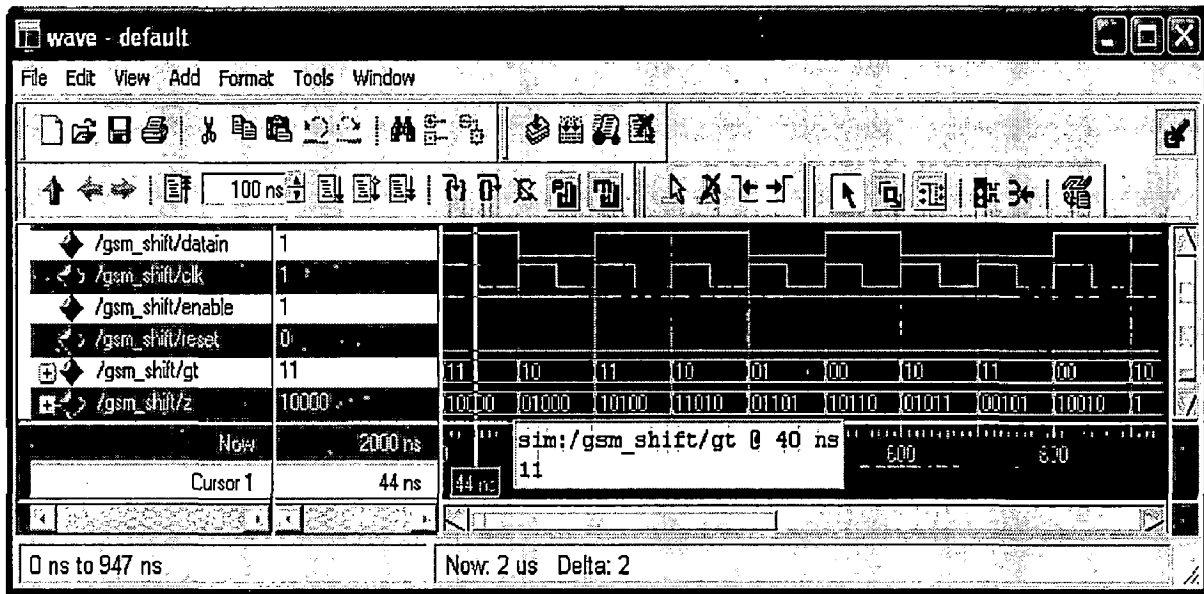 wave - default
File Edit View Add Format Tools Window
100 ns
/gsm_shift/datain 1
/gsm_shift/clk 1
/gsm_shift/enable 1
/gsm_shift/reset 0
/gsm_shift/gt 11 11 10 11 10 01 00 10 11 00 10
/gsm_shift/z 10000 10000 01000 10100 11010 01101 10110 01011 00101 10010 1
Now 2000 ns
sim:/gsm_shift/gt @ 40 ns
11
600
Cursor 1 44 ns 44 ns
0 ns to 947 ns Now: 2 us Delta: 2